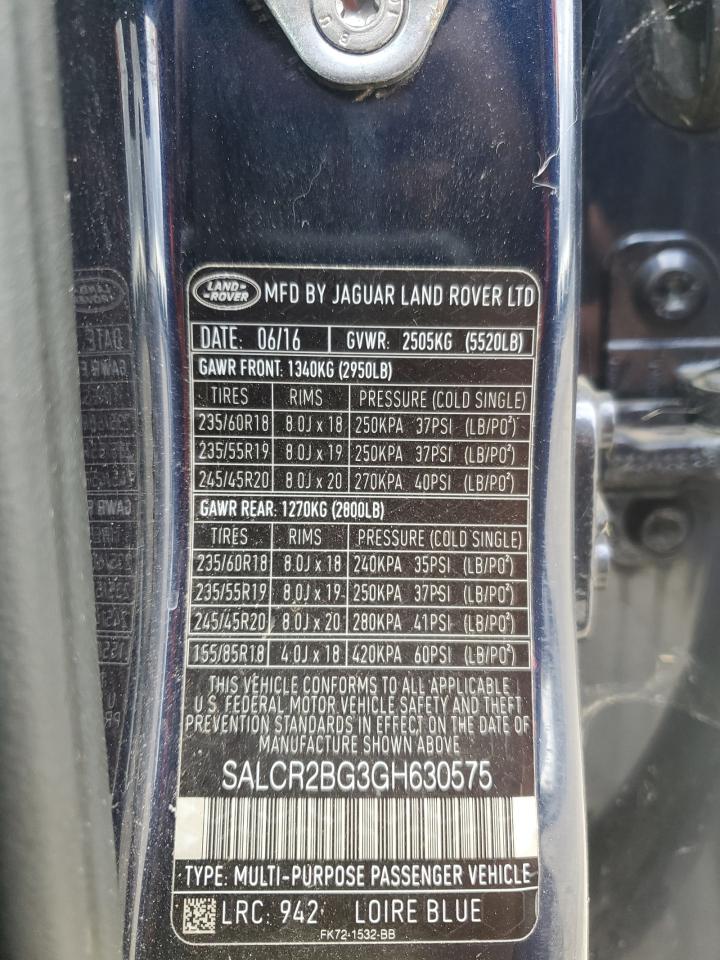 LAND-
-ROVER
MFD BY JAGUAR LAND ROVER LTD
DATE: 06/16 GVWR: 2505KG (5520LB)
GAWR FRONT: 1340KG (2950LB)
TIRES RIMS PRESSURE (COLD SINGLE)
235/60R18 8.0J x 18 250KPA 37PSI (LB/PO²)
235/55R19 8.0J x 19 250KPA 37PSI (LB/PO²)
245/45R20 8.0J x 20 270KPA 40PSI (LB/PO²)
GAWR REAR: 1270KG (2800LB)
TIRES RIMS PRESSURE (COLD SINGLE)
235/60R18 8.0J x 18 240KPA 35PSI (LB/PO²)
235/55R19 8.0J x 19 250KPA 37PSI (LB/PO²)
245/45R20 8.0J x 20 280KPA 41PSI (LB/PO²)
155/85R18 4.0J x 18 420KPA 60PSI (LB/PO²)
THIS VEHICLE CONFORMS TO ALL APPLICABLE
U.S. FEDERAL MOTOR VEHICLE SAFETY AND THEFT
PREVENTION STANDARDS IN EFFECT ON THE DATE OF
MANUFACTURE SHOWN ABOVE
SALCR2BG3GH630575
TYPE: MULTI-PURPOSE PASSENGER VEHICLE
LRC: 942 LOIRE BLUE
FK72-1532-BB